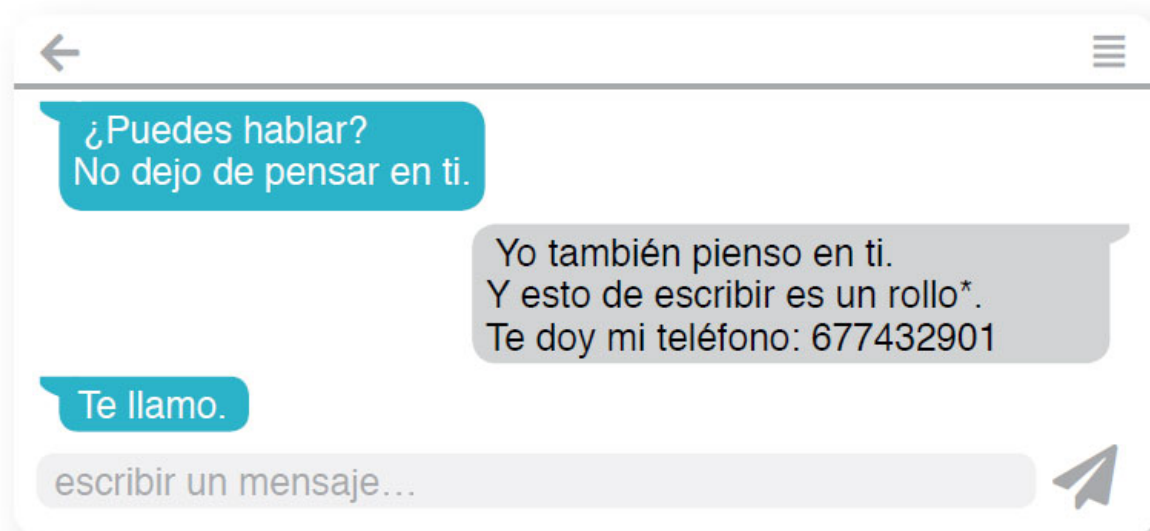 ¿Puedes hablar?
No dejo de pensar en ti.
Yo también pienso en ti.
Y esto de escribir es un rollo*.
Te doy mi teléfono: 677432901
Te llamo.
escribir un mensaje...